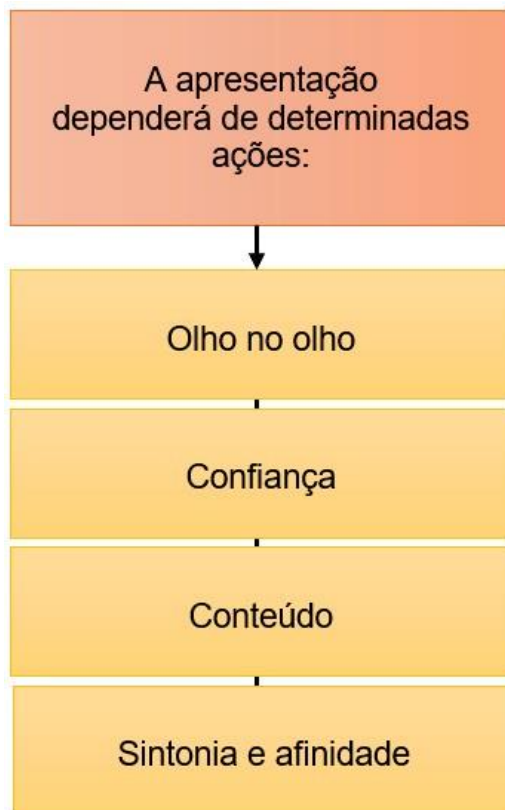 A apresentação
dependerá de determinadas
ações:
Olho no olho
Confiança
Conteúdo
Sintonia e afinidade